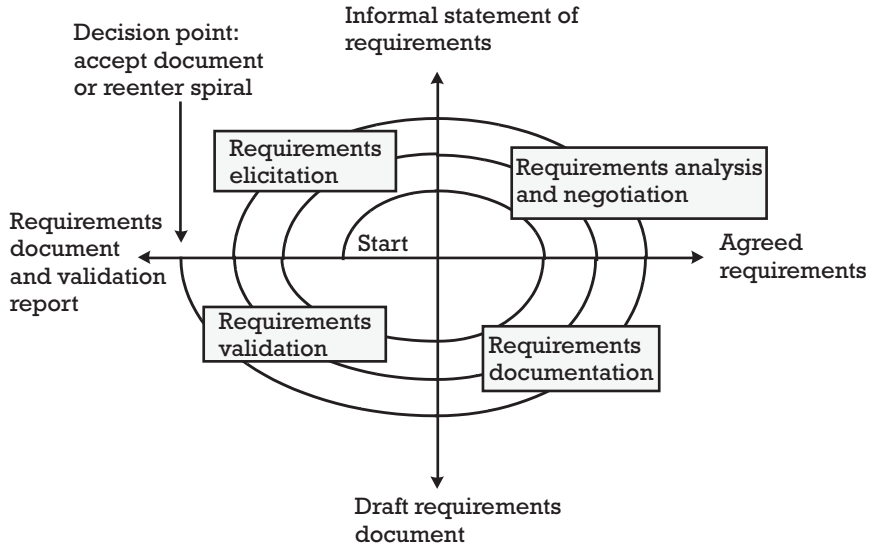 Informal statement of
requirements
Decision point:
accept document
or reenter spiral
Requirements
elicitation
Requirements analysis
and negotiation
Requirements
document
and validation
report
Start
Agreed
requirements
Requirements
validation
Requirements
documentation
Draft requirements
document